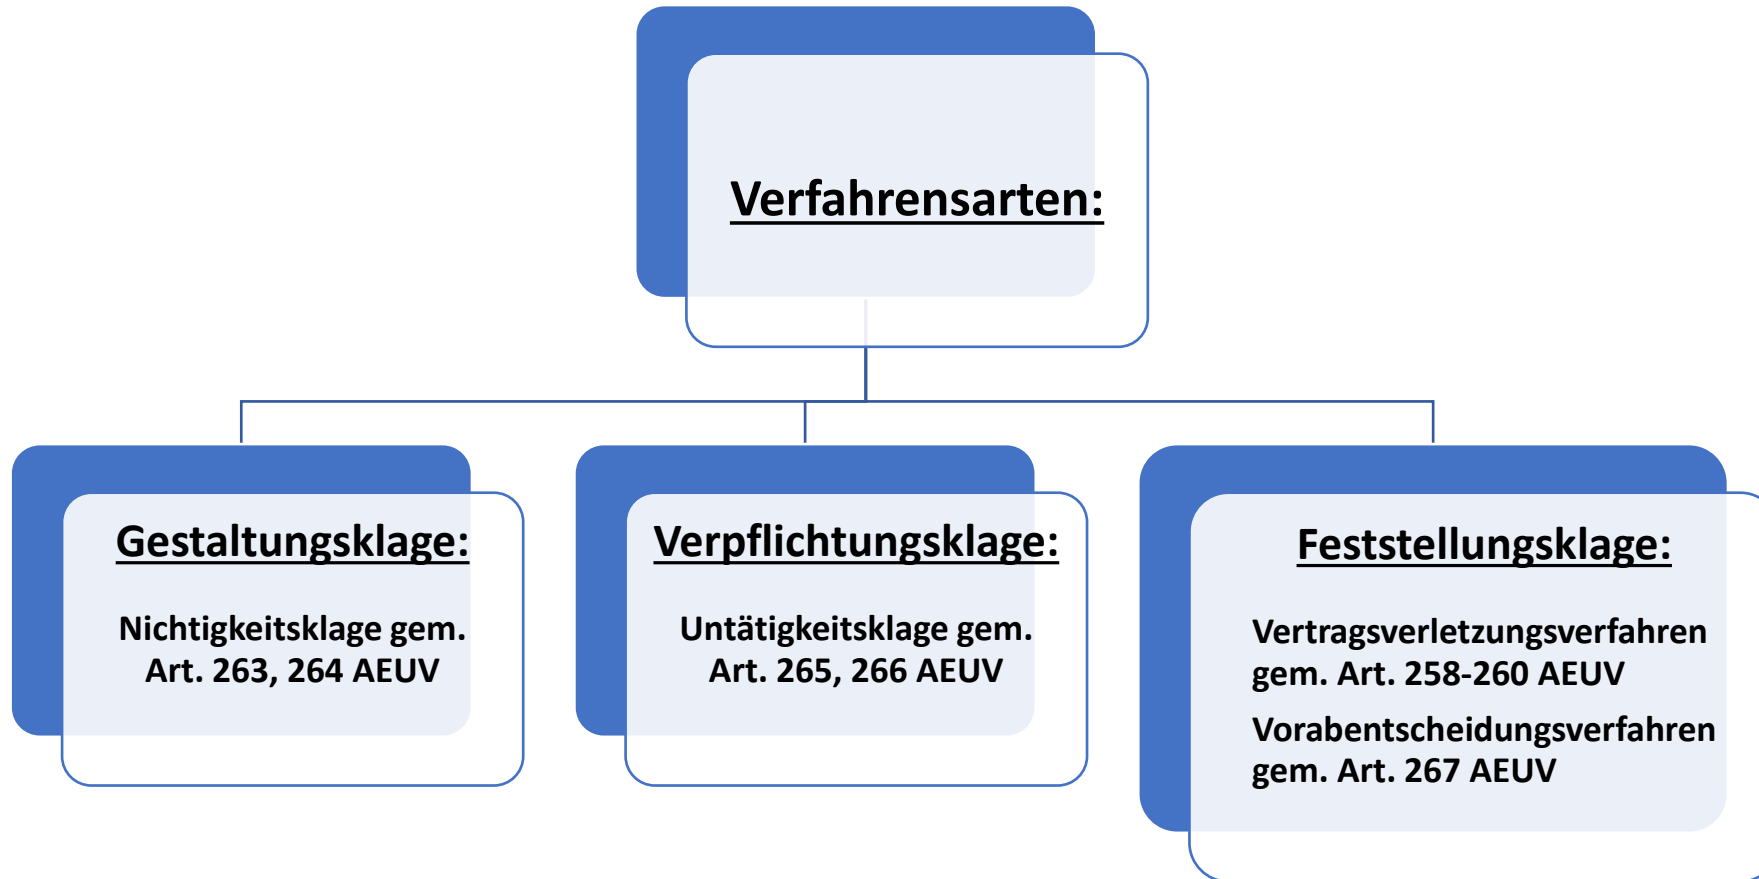 Verfahrensarten:
Gestaltungsklage:
Nichtigkeitsklage gem.
Art. 263, 264 AEUV
Verpflichtungsklage:
Untätigkeitsklage gem.
Art. 265, 266 AEUV
Feststellungsklage:
Vertragsverletzungsverfahren
gem. Art. 258-260 AEUV
Vorabentscheidungsverfahren
gem. Art. 267 AEUV